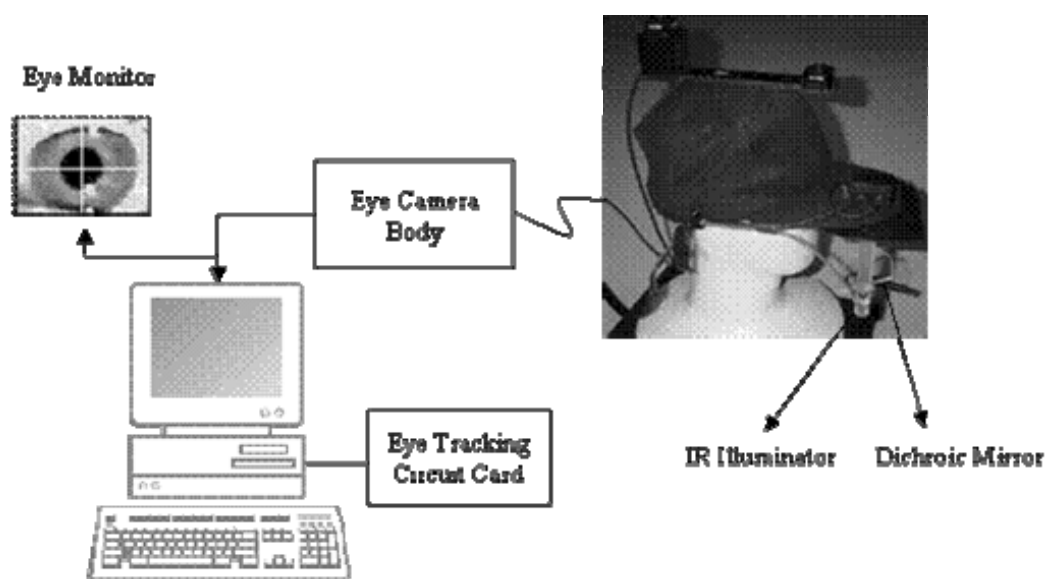 Eye Monitor
Eye Camera
Body
Eye Tracking
Circuit Card
IR Illuminator
Dichroic Mirror